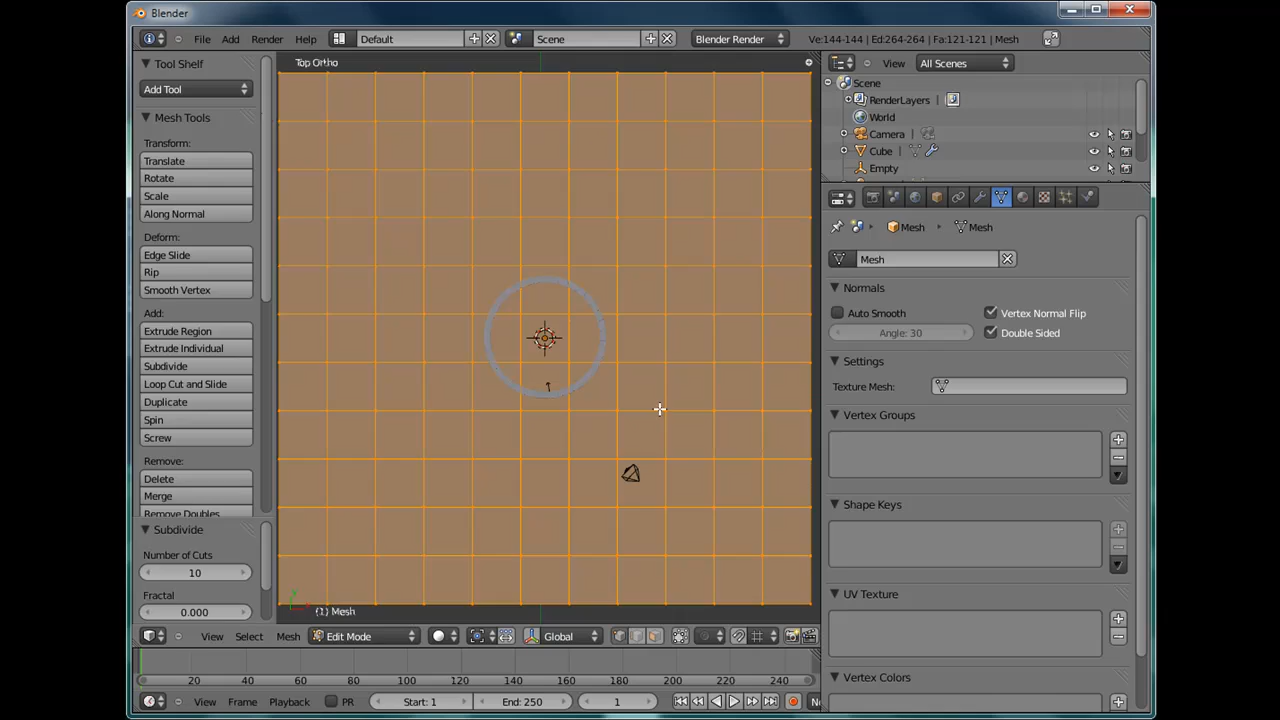 Blender
File Add Render Help Default Scene Blender Render Ve:144-144 | Ed:264-264 | Fa:121-121 | Mesh
Tool Shelf
Add Tool
Mesh Tools
Transform:
Translate
Rotate
Scale
Along Normal
Deform:
Edge Slide
Rip
Smooth Vertex
Add:
Extrude Region
Extrude Individual
Subdivide
Loop Cut and Slide
Duplicate
Spin
Screw
Remove:
Delete
Merge
Remove Doubles
Subdivide
Number of Cuts
10
Fractal
0.000
Top Ortho
(1) Mesh
View Select Mesh Edit Mode Global
20 40 60 80 100 120 140 160 180 200 220 240
View Frame Playback PR Start: 1 End: 250 1 No
View All Scenes
Scene
RenderLayers |
World
Camera |
Cube |
Empty
Mesh Mesh
Mesh
Normals
Auto Smooth Vertex Normal Flip
Angle: 30 Double Sided
Settings
Texture Mesh:
Vertex Groups
Shape Keys
UV Texture
Vertex Colors